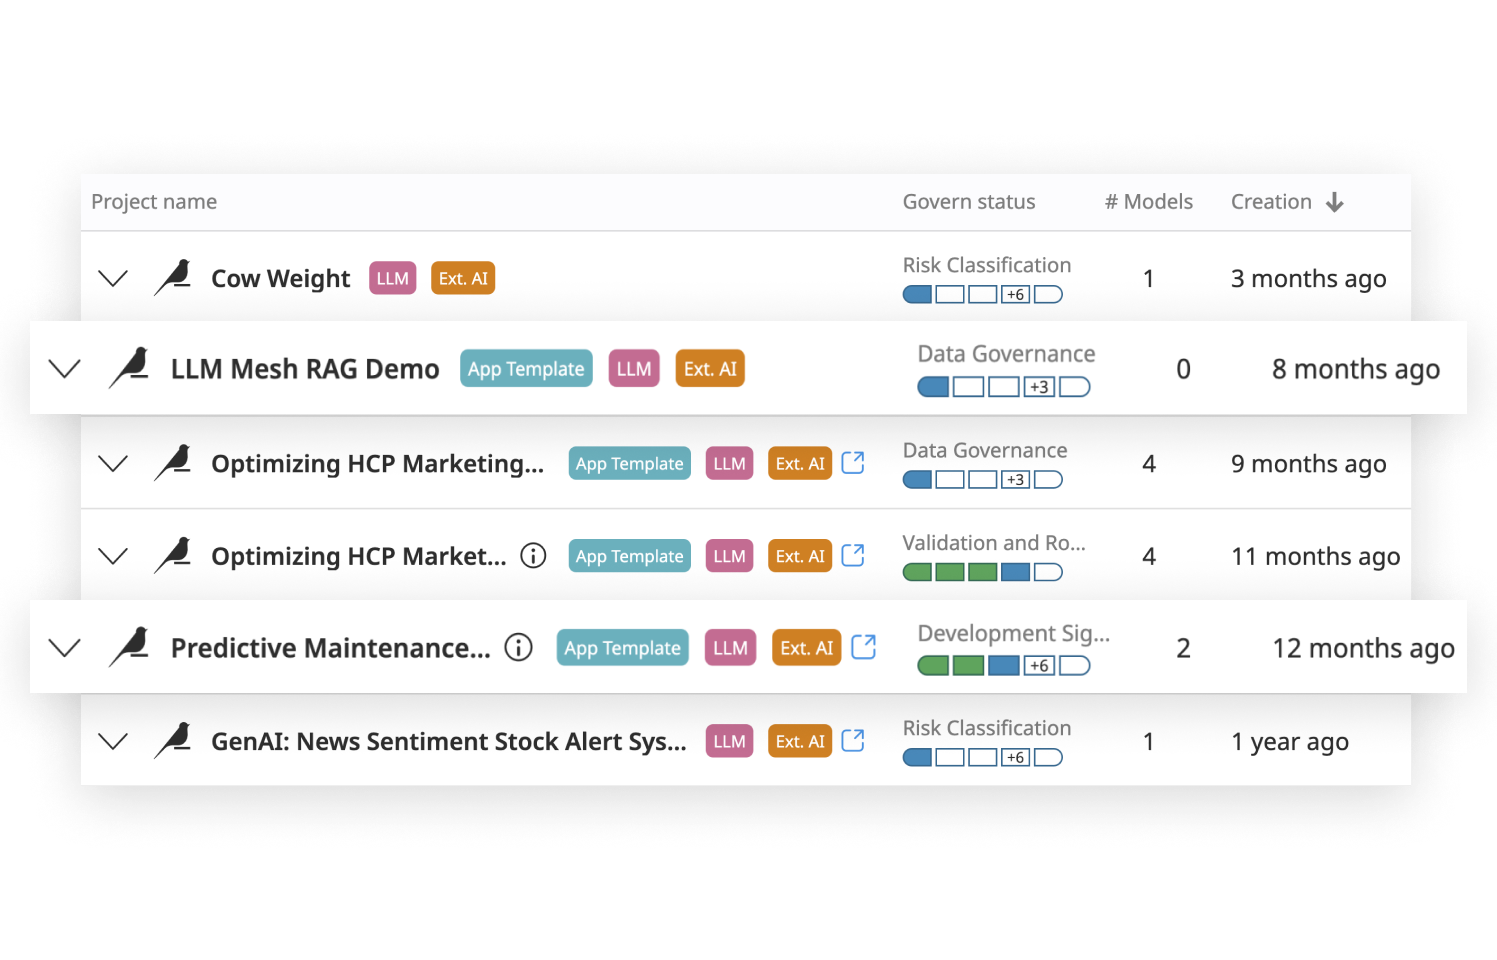 Project name Govern status # Models Creation
Cow Weight LLM Ext. AI Risk Classification 1 3 months ago
+6
LLM Mesh RAG Demo App Template LLM Ext. AI Data Governance 0 8 months ago
+3
Optimizing HCP Marketing... App Template LLM Ext. AI Data Governance 4 9 months ago
+3
Optimizing HCP Market... App Template LLM Ext. AI Validation and Ro... 4 11 months ago
Predictive Maintenance... App Template LLM Ext. AI Development Sig... 2 12 months ago
+6
GenAI: News Sentiment Stock Alert Sys... LLM Ext. AI Risk Classification 1 1 year ago
+6